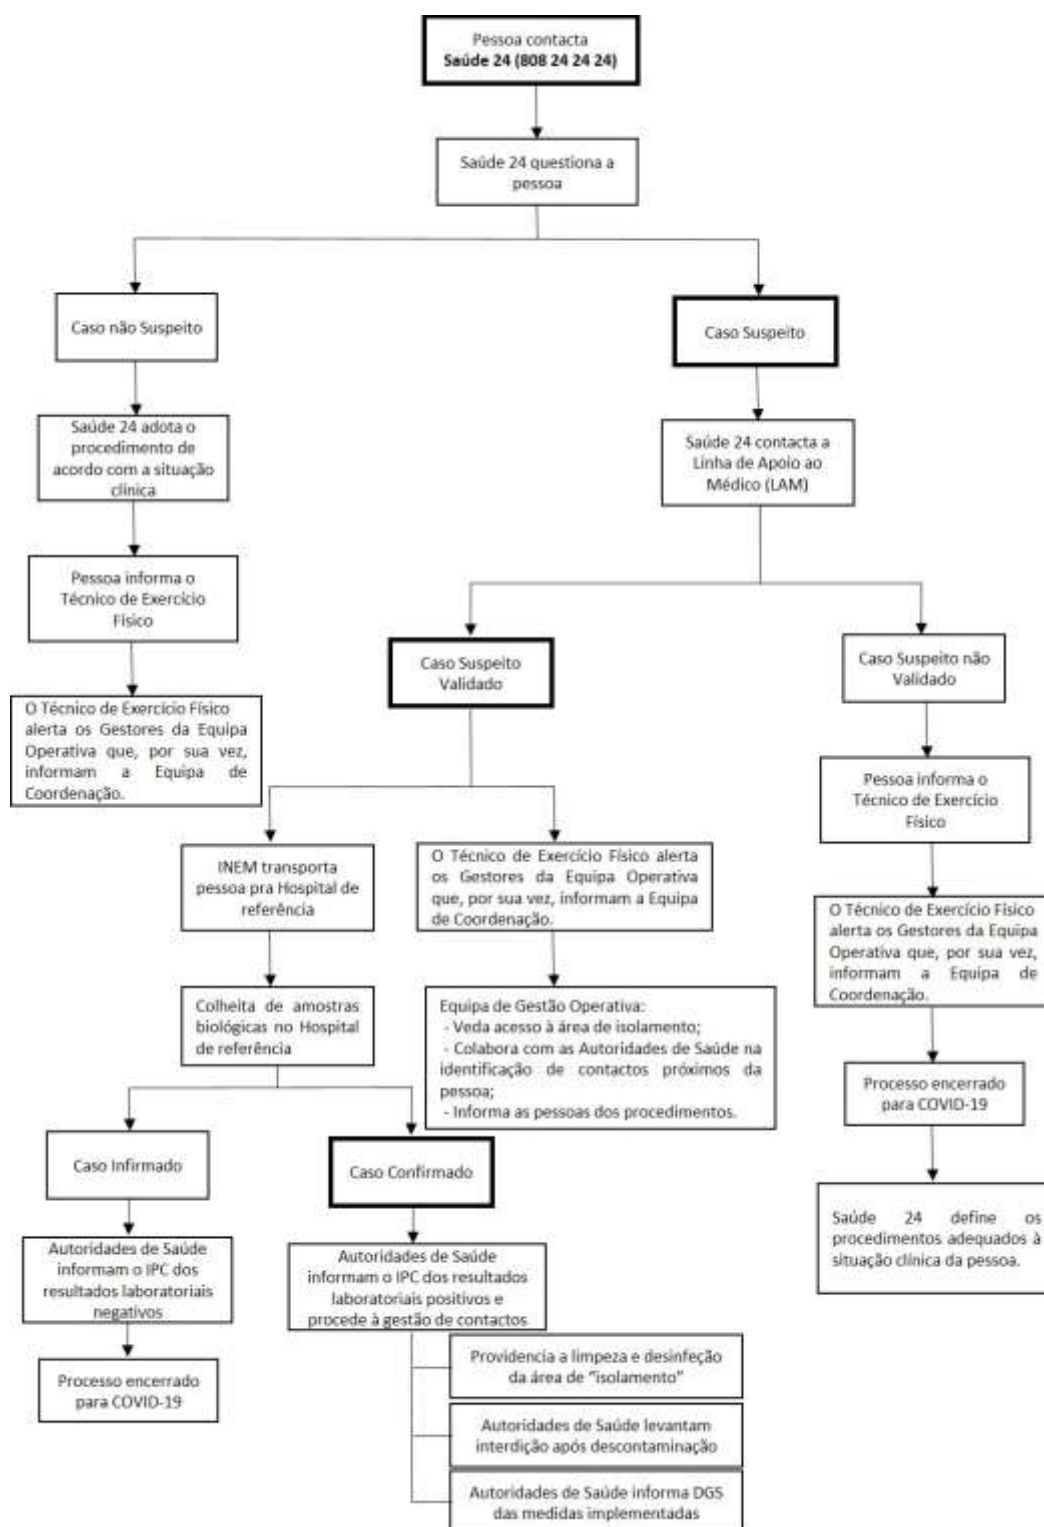 Pessoa contacta
Saúde 24 (808 24 24 24)
Saúde 24 questiona a
pessoa
Caso não Suspeito
Caso Suspeito
Saúde 24 adota o
procedimento de
acordo com a situação
clínica
Saúde 24 contacta a
Linha de Apoio ao
Médico (LAM)
Pessoa informa o
Técnico de Exercício
Físico
Caso Suspeito
Validado
Caso Suspeito não
Validado
O Técnico de Exercício Físico
alerta os Gestores da Equipa
Operativa que, por sua vez,
informam a Equipa de
Coordenação.
Pessoa informa o
Técnico de Exercício
Físico
INEM transporta
pessoa pra Hospital de
referência
O Técnico de Exercício Físico alerta
os Gestores da Equipa Operativa
que, por sua vez, informam a Equipa
de Coordenação.
O Técnico de Exercício Físico
alerta os Gestores da Equipa
Operativa que, por sua vez,
informam a Equipa de
Coordenação.
Colheita de amostras
biológicas no Hospital
de referência
Equipa de Gestão Operativa:
- Veda acesso à área de isolamento;
- Colabora com as Autoridades de Saúde na
identificação de contactos próximos da
pessoa;
- Informa as pessoas dos procedimentos.
Processo encerrado
para COVID-19
Caso Infirmado
Caso Confirmado
Saúde 24 define os
procedimentos adequados à
situação clínica da pessoa.
Autoridades de Saúde
informam o IPC dos
resultados laboratoriais
negativos
Autoridades de Saúde
informam o IPC dos resultados
laboratoriais positivos e
procede à gestão de contactos
Processo encerrado
para COVID-19
Providencia a limpeza e desinfeção
da área de "isolamento"
Autoridades de Saúde levantam
interdição após descontaminação
Autoridades de Saúde informa DGS
das medidas implementadas